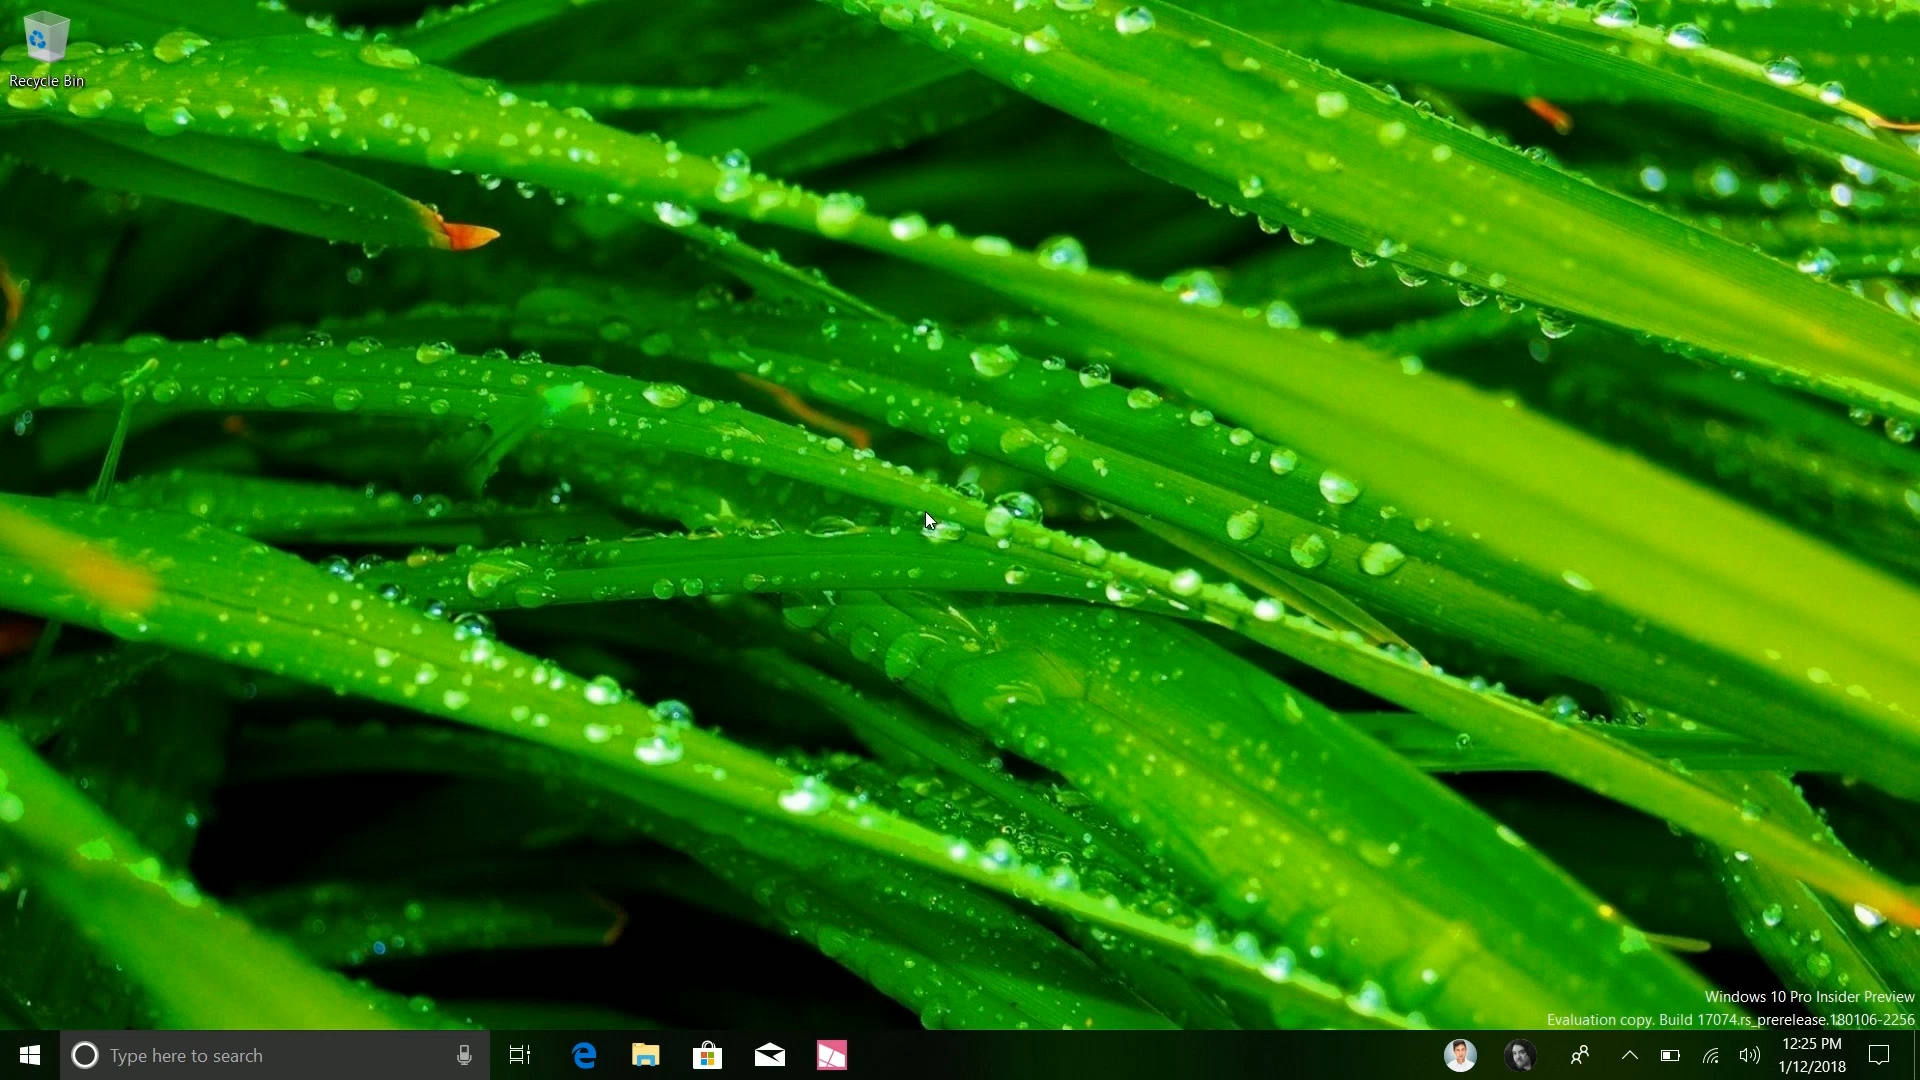 Recycle Bin
Windows 10 Pro Insider Preview
Evaluation copy. Build 17074.rs_prerelease.180106-2256
Type here to search
12:25 PM
1/12/2018